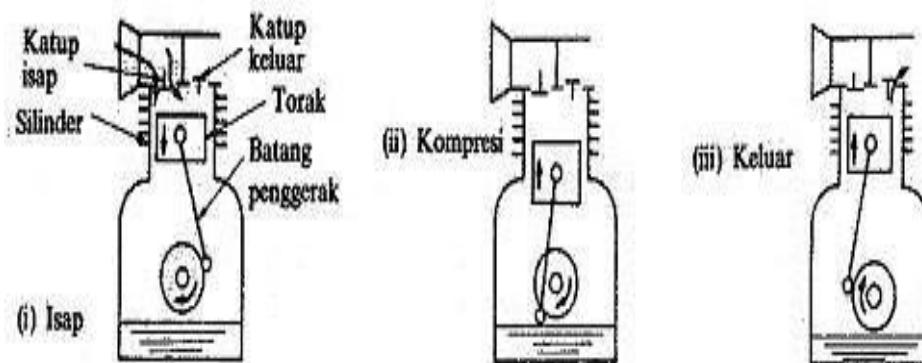 Katup
isap
Katup
keluar
Silinder
Torak
Batang
penggerak
(i) Isap
(ii) Kompresi
(iii) Keluar